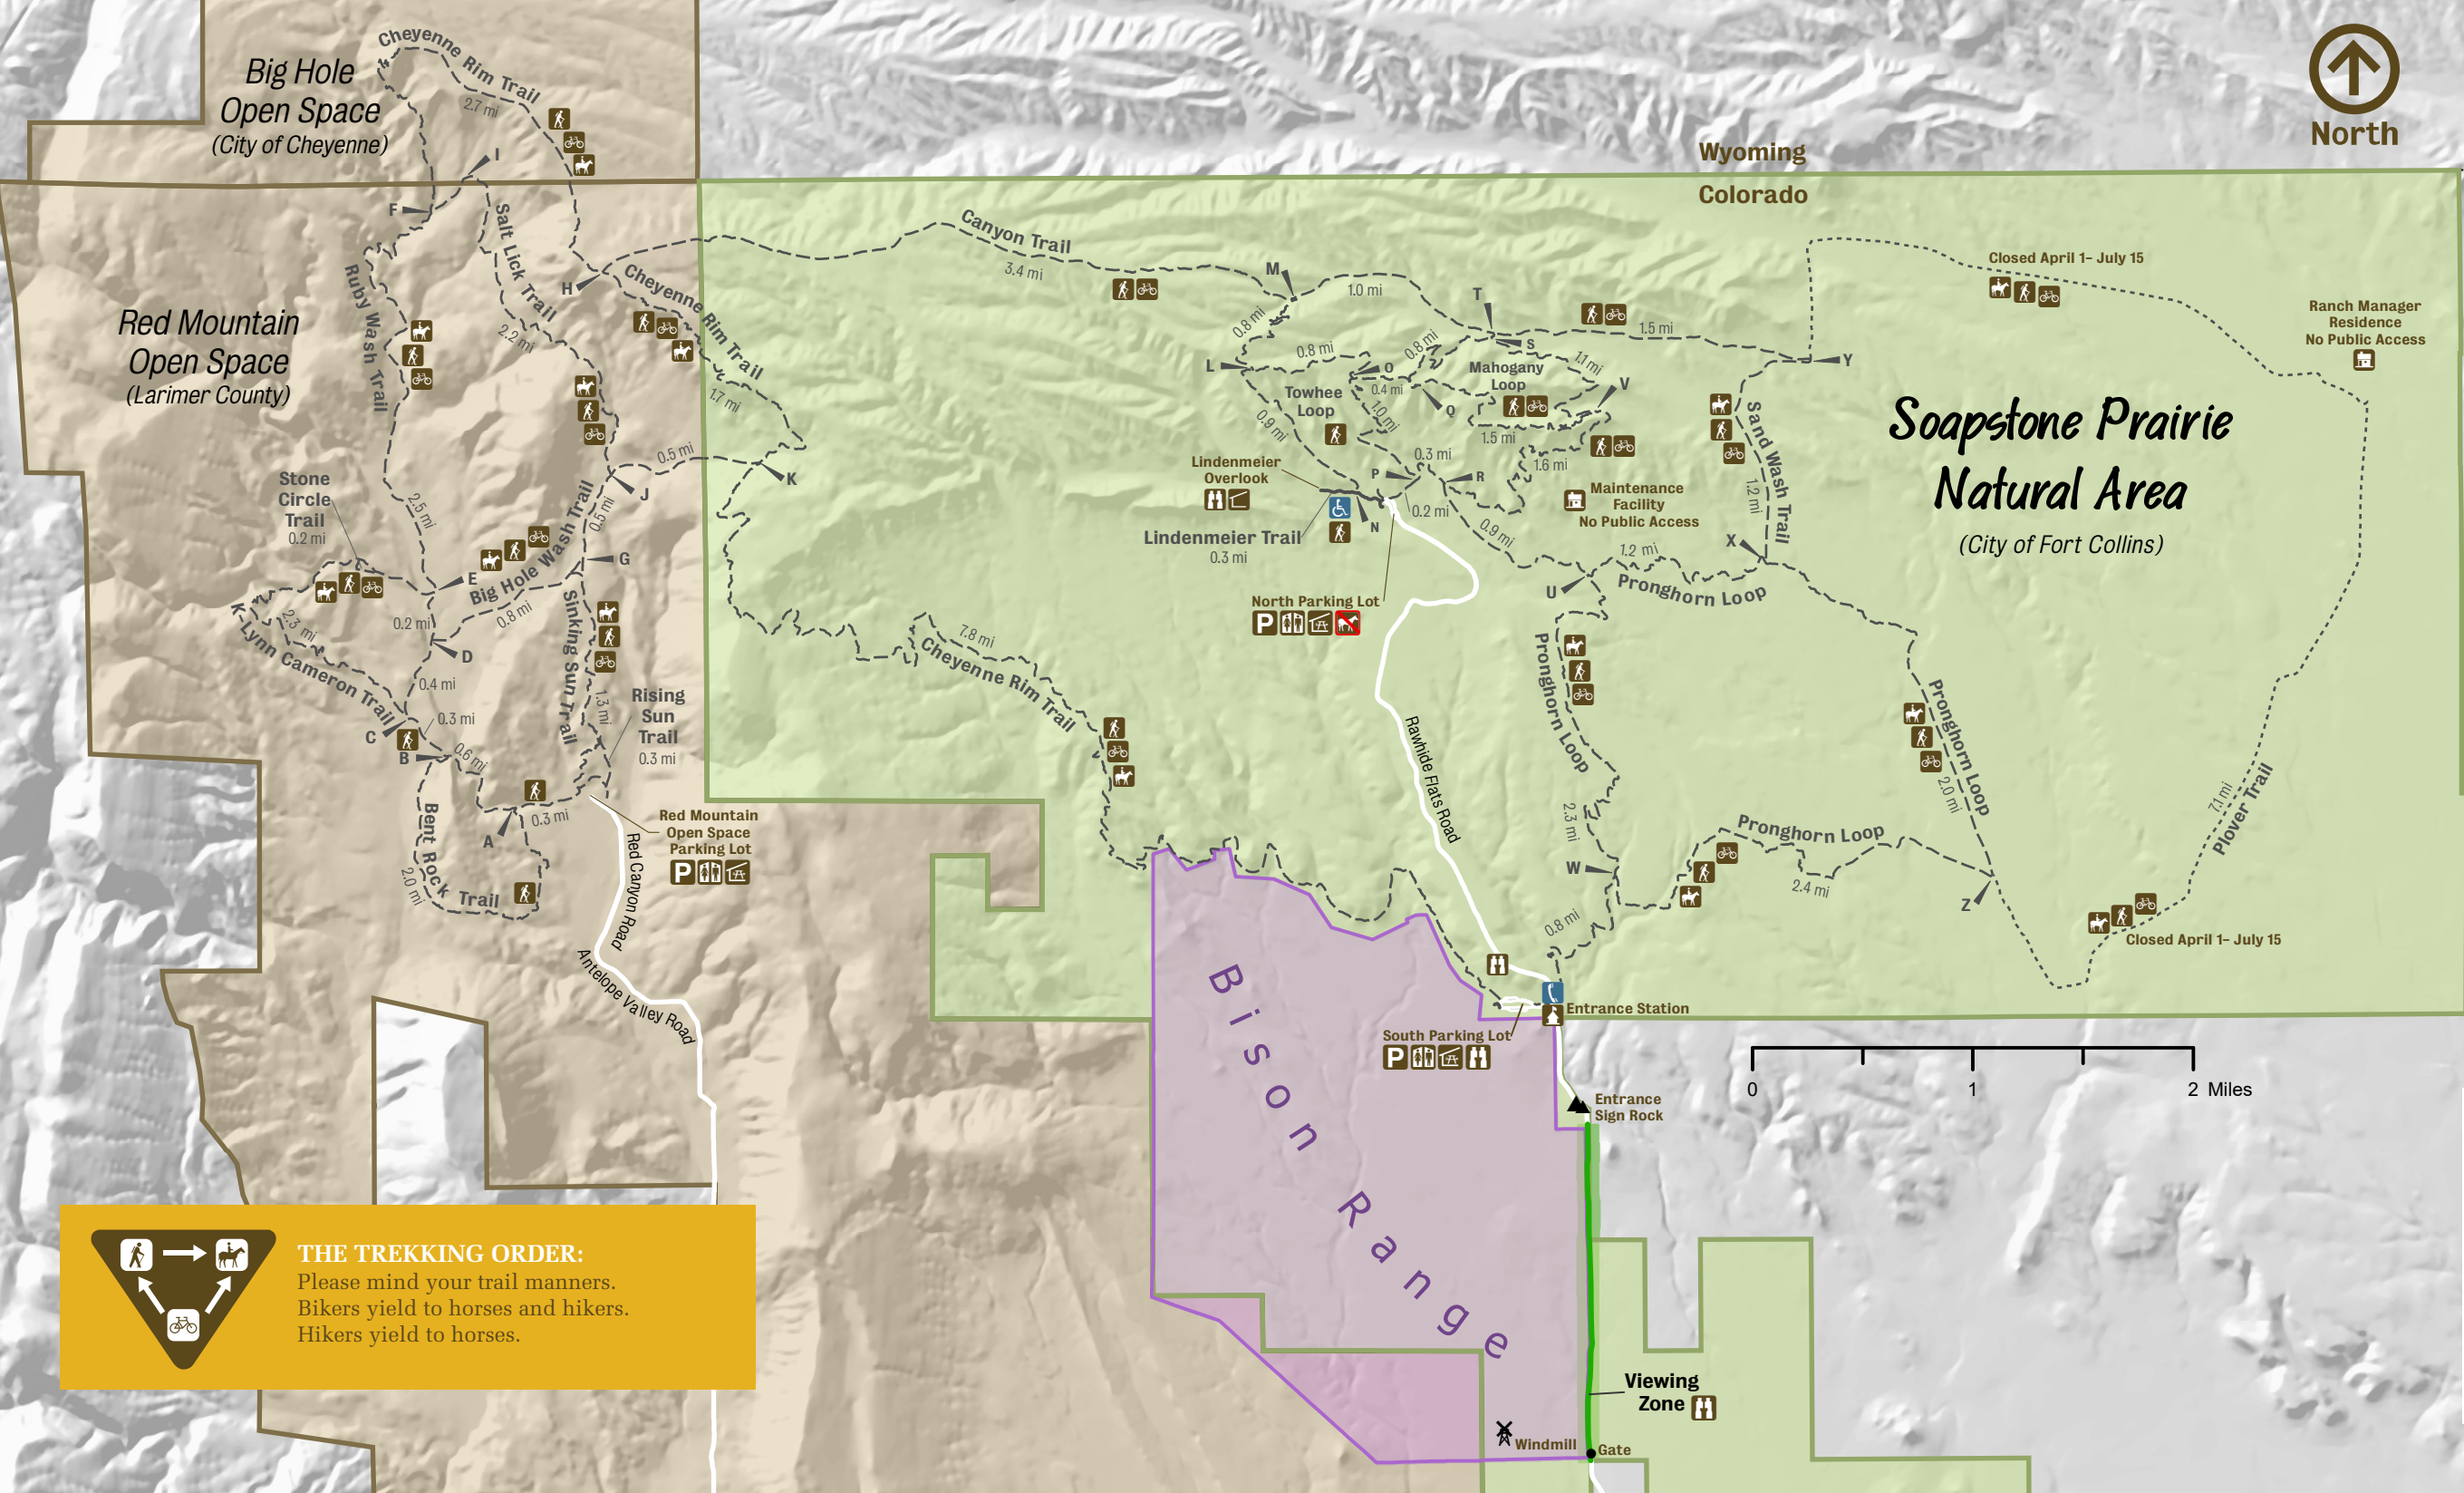 Cheyenne Rim Trail
2.7 mi
Big Hole
Open Space
(City of Cheyenne)
North
Wyoming
Colorado
I
F
Salt Lick Trail
2.2 mi
Ruby Wash Trail
2.5 mi
H
Cheyenne Rim Trail
1.7 mi
Canyon Trail
3.4 mi
M
1.0 mi
T
1.5 mi
Y
Closed April 1– July 15
Ranch Manager
Residence
No Public Access
Red Mountain
Open Space
(Larimer County)
0.8 mi
L
0.8 mi
O
0.8 mi
S
1.1 mi
Mahogany
Loop
V
Towhee
Loop
0.4 mi
Q
1.0 mi
0.9 mi
1.5 mi
1.6 mi
0.3 mi
P
R
0.2 mi
N
Sand Wash Trail
1.2 mi
X
Soapstone Prairie
Natural Area
(City of Fort Collins)
Stone
Circle
Trail
0.2 mi
0.5 mi
J
K
Big Hole Wash Trail
0.5 mi
G
E
0.8 mi
0.2 mi
D
Lindenmeier
Overlook
Lindenmeier Trail
0.3 mi
Maintenance
Facility
No Public Access
0.9 mi
U
1.2 mi
Pronghorn Loop
North Parking Lot
P
K-Lynn Cameron Trail
2.3 mi
0.4 mi
C
0.3 mi
B
0.6 mi
Sinking Sun Trail
1.3 mi
Rising
Sun
Trail
0.3 mi
A
0.3 mi
Bent Rock Trail
2.0 mi
Red Mountain
Open Space
Parking Lot
P
Red Canyon Road
Antelope Valley Road
7.8 mi
Cheyenne Rim Trail
Rawhide Flats Road
Pronghorn Loop
2.3 mi
W
0.8 mi
Pronghorn Loop
2.4 mi
Pronghorn Loop
2.0 mi
Z
7.1 mi
Plover Trail
Closed April 1– July 15
Entrance Station
South Parking Lot
P
0
1
2 Miles
Entrance
Sign Rock
Bison Range
Viewing
Zone
Windmill
Gate
THE TREKKING ORDER:
Please mind your trail manners.
Bikers yield to horses and hikers.
Hikers yield to horses.